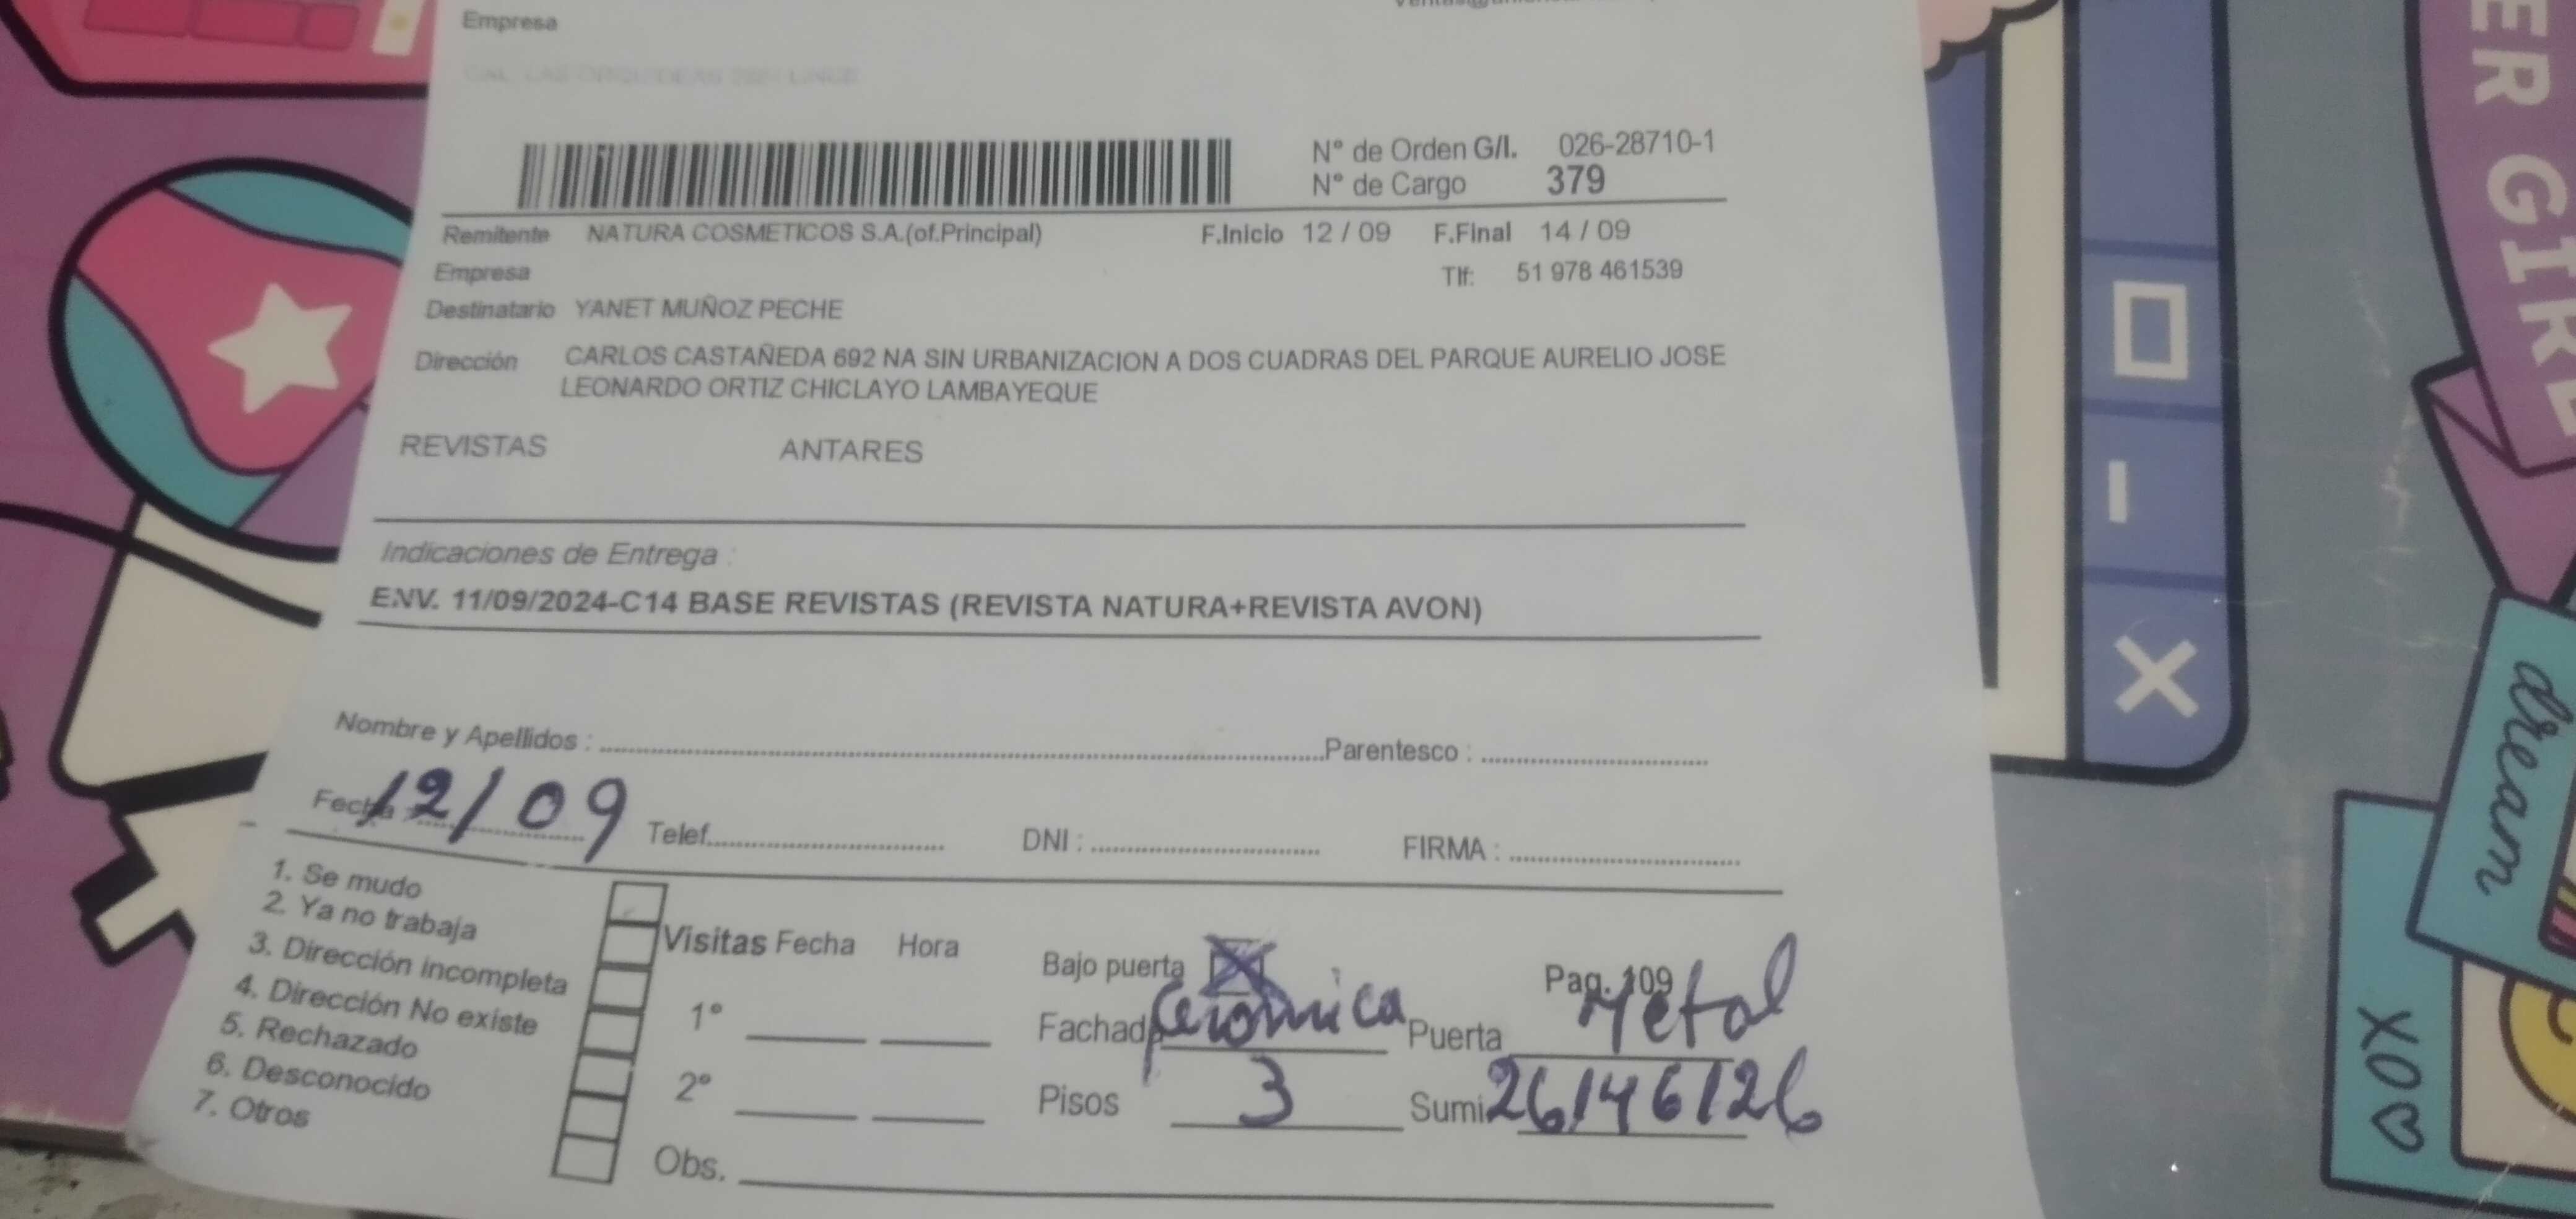 Empresa
N° de Orden G/I. 026-28710-1
N° de Cargo 379
Remitente NATURA COSMETICOS S.A.(of.Principal) F.Inicio 12 / 09 F.Final 14 / 09
Empresa Tlf: 51 978 461539
Destinatario YANET MUÑOZ PECHE
Dirección CARLOS CASTAÑEDA 692 NA SIN URBANIZACION A DOS CUADRAS DEL PARQUE AURELIO JOSE
LEONARDO ORTIZ CHICLAYO LAMBAYEQUE
REVISTAS ANTARES
Indicaciones de Entrega :
ENV. 11/09/2024-C14 BASE REVISTAS (REVISTA NATURA+REVISTA AVON)
Nombre y Apellidos : Parentesco :
Fecha 12/09 Telef. DNI : FIRMA :
1. Se mudo
2. Ya no trabaja
3. Dirección incompleta
4. Dirección No existe
5. Rechazado
6. Desconocido
7. Otros
Visitas Fecha Hora
1°
2°
Obs.
Bajo puerta Pag. 109
Fachada Ceromica Puerta Metal
Pisos 3 Sumi. 26146126
ER GIRL
dream
XO